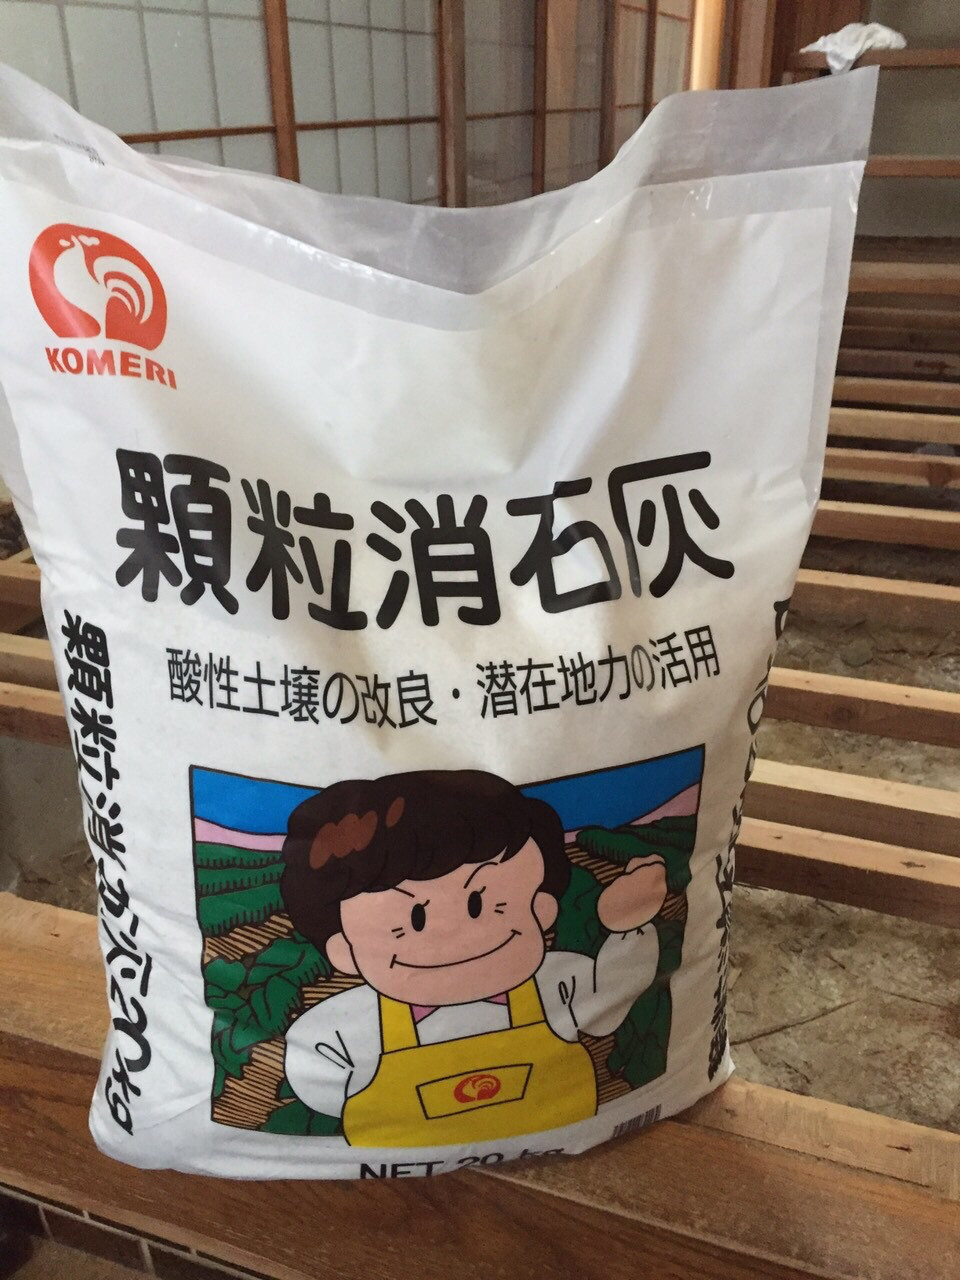 KOMERI
顆粒消石灰
酸性土壌の改良・潜在地力の活用
顆粒消石灰20kg
NET 20 kg